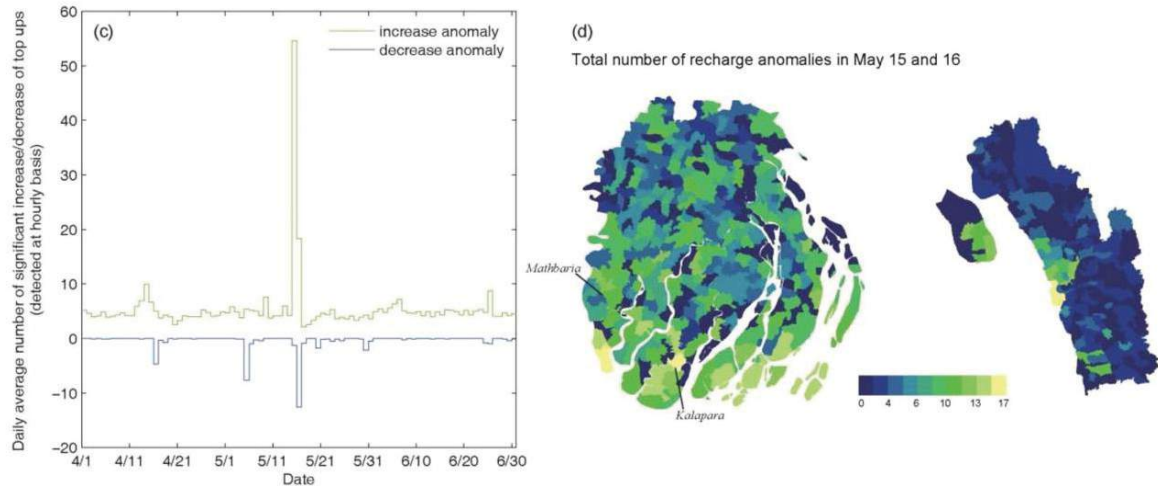 (c)
increase anomaly
decrease anomaly
Daily average number of significant increase/decrease of top ups
(detected at hourly basis)
60
50
40
30
20
10
0
−10
−20
4/1 4/11 4/21 5/1 5/11 5/21 5/31 6/10 6/20 6/30
Date
(d)
Total number of recharge anomalies in May 15 and 16
Mathbaria
Kalapara
0 4 6 10 13 17